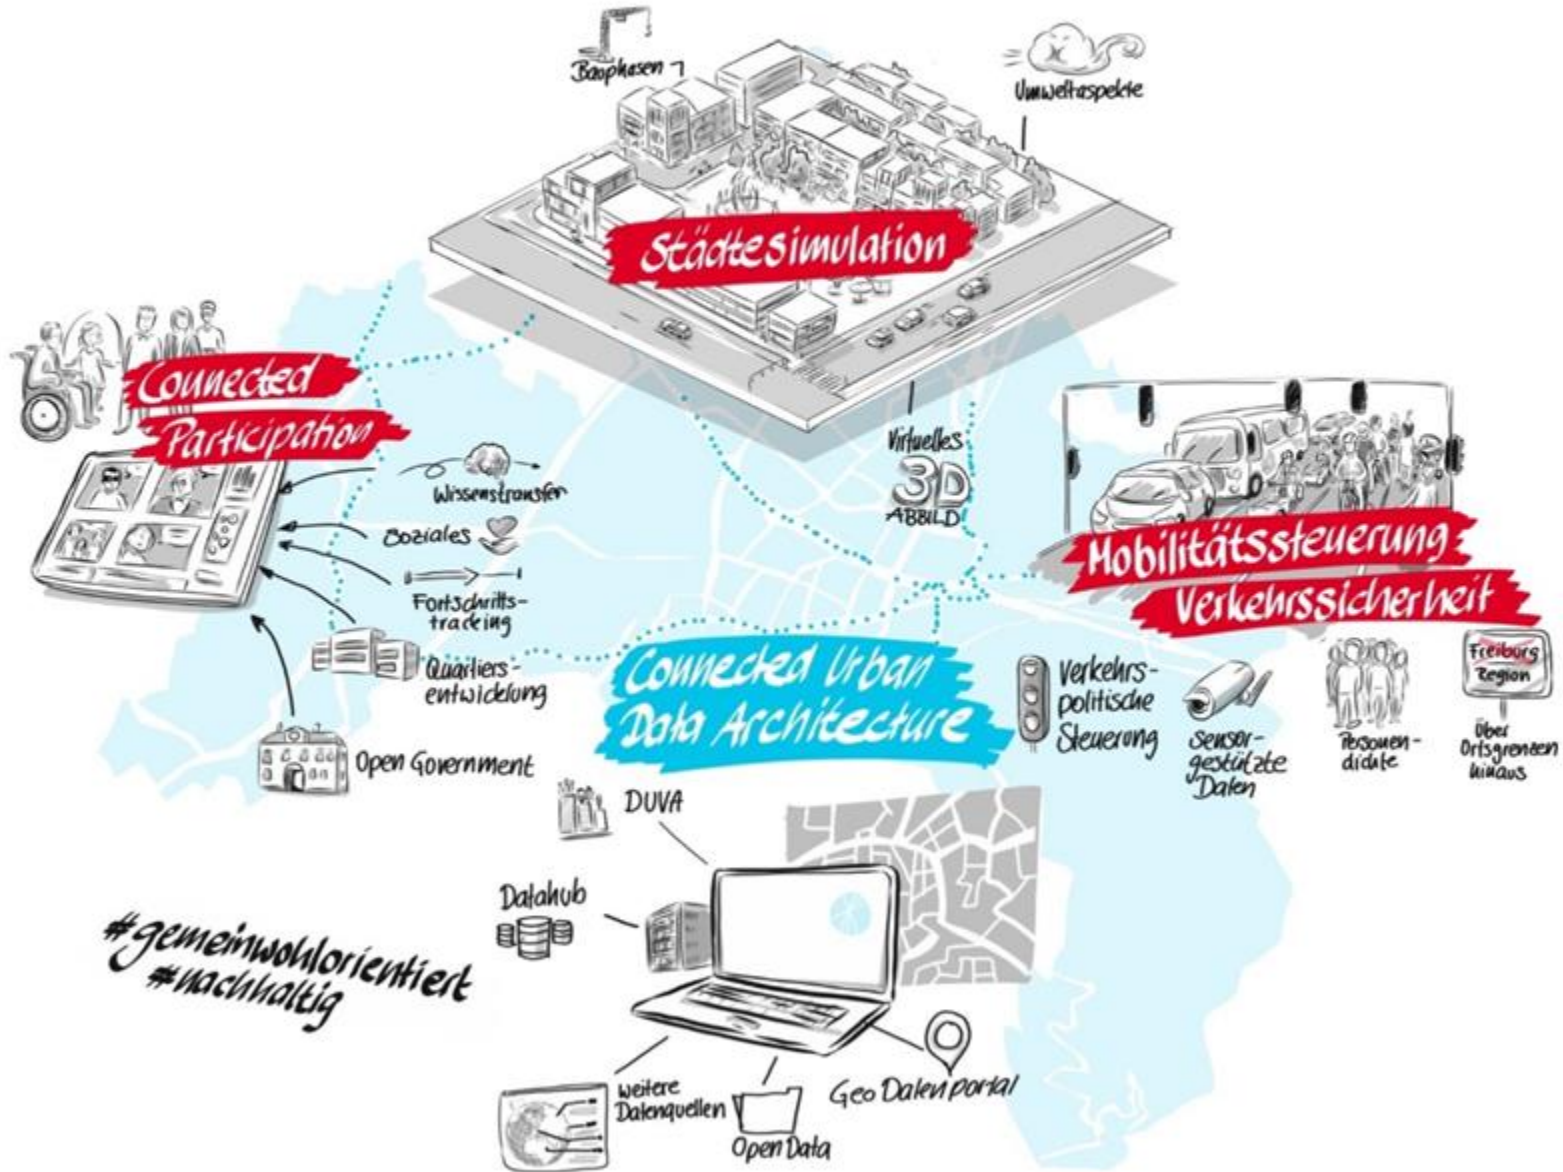 Bauphasen
Umweltaspekte
Städtesimulation
Connected
Participation
Virtuelles
3D
ABBILD
Wissenstransfer
Soziales
Fortschritts-
tracking
Quartiers-
entwicklung
Open Government
Mobilitätssteuerung
Verkehrssicherheit
Connected Urban
Data Architecture
Verkehrs-
politische
Steuerung
Sensor-
gestützte
Daten
Personen-
dichte
Freiburg
Region
Über
Ortsgrenzen
hinaus
DUVA
Datahub
#gemeinwohlorientiert
#nachhaltig
weitere
Datenquellen
Open Data
Geo Datenportal